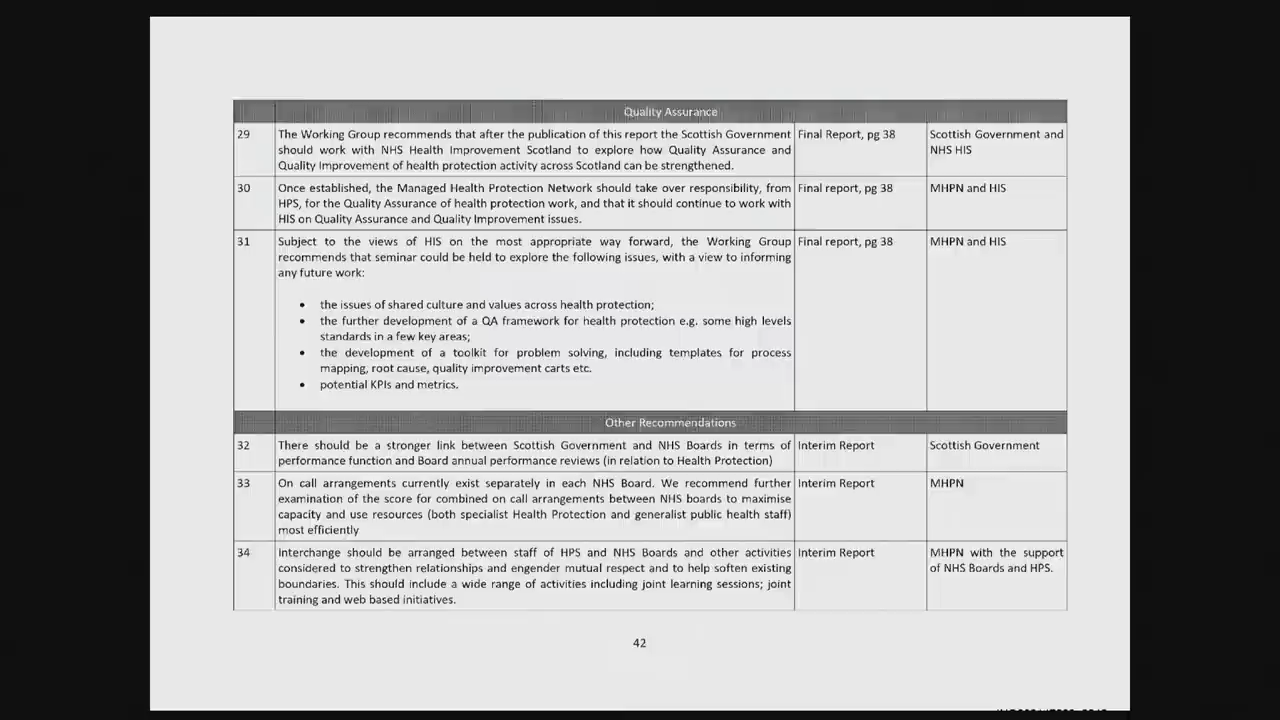 Quality Assurance
29 The Working Group recommends that after the publication of this report the Scottish Government Final Report, pg 38 Scottish Government and
should work with NHS Health Improvement Scotland to explore how Quality Assurance and NHS HIS
Quality Improvement of health protection activity across Scotland can be strengthened.
30 Once established, the Managed Health Protection Network should take over responsibility, from Final report, pg 38 MHPN and HIS
HPS, for the Quality Assurance of health protection work, and that it should continue to work with
HIS on Quality Assurance and Quality Improvement issues.
31 Subject to the views of HIS on the most appropriate way forward, the Working Group Final report, pg 38 MHPN and HIS
recommends that seminar could be held to explore the following issues, with a view to informing
any future work:
• the issues of shared culture and values across health protection;
• the further development of a QA framework for health protection e.g. some high levels
standards in a few key areas;
• the development of a toolkit for problem solving, including templates for process
mapping, root cause, quality improvement carts etc.
• potential KPIs and metrics.
Other Recommendations
32 There should be a stronger link between Scottish Government and NHS Boards in terms of Interim Report Scottish Government
performance function and Board annual performance reviews (in relation to Health Protection)
33 On call arrangements currently exist separately in each NHS Board. We recommend further Interim Report MHPN
examination of the score for combined on call arrangements between NHS boards to maximise
capacity and use resources (both specialist Health Protection and generalist public health staff)
most efficiently
34 Interchange should be arranged between staff of HPS and NHS Boards and other activities Interim Report MHPN with the support
considered to strengthen relationships and engender mutual respect and to help soften existing of NHS Boards and HPS.
boundaries. This should include a wide range of activities including joint learning sessions; joint
training and web based initiatives.
42